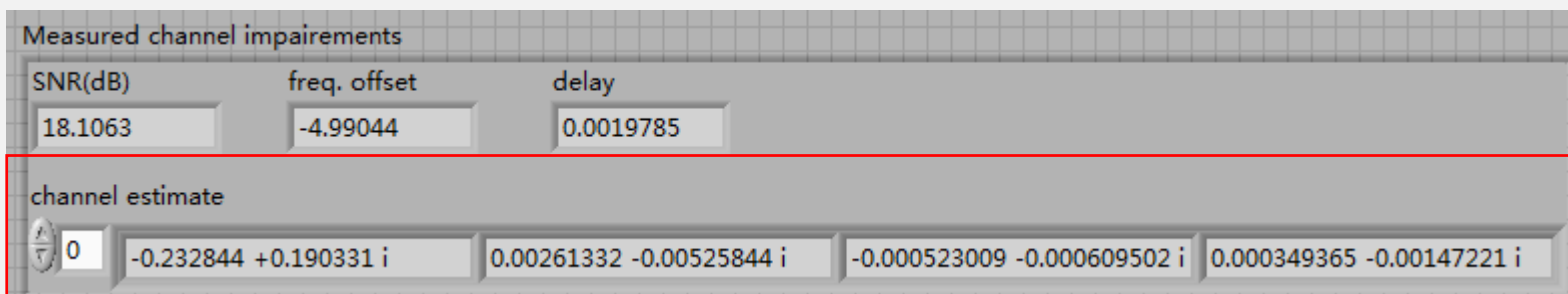 Measured channel impairements
SNR(dB) freq. offset delay
18.1063 -4.99044 0.0019785
channel estimate
0 -0.232844 +0.190331 i 0.00261332 -0.00525844 i -0.000523009 -0.000609502 i 0.000349365 -0.00147221 i